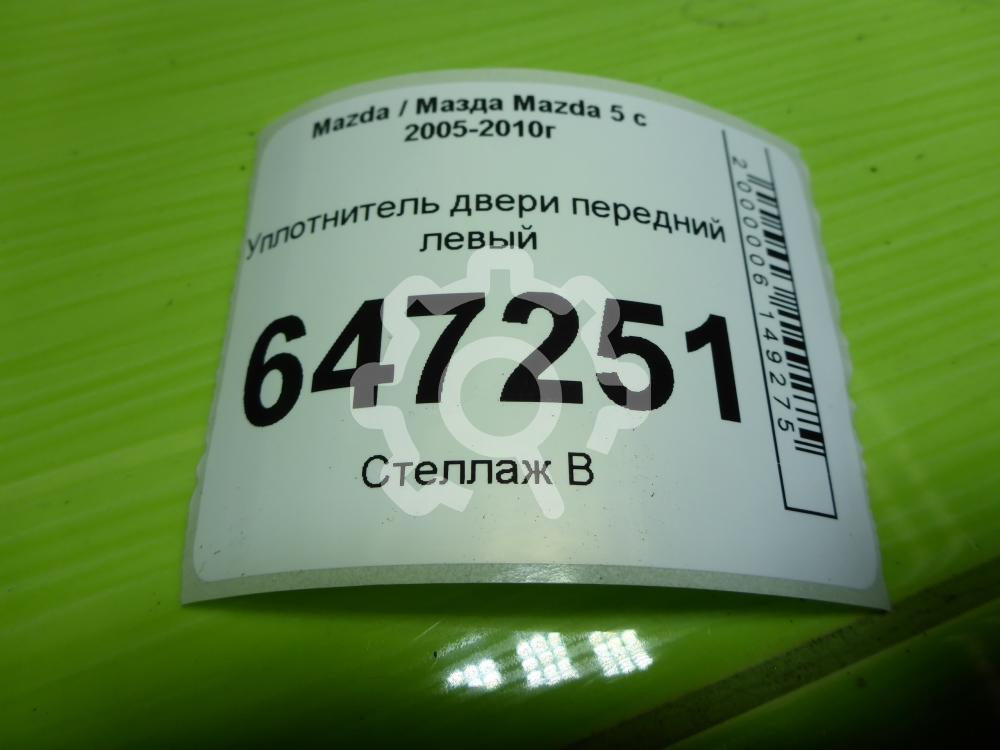 Mazda / Мазда Mazda 5 с
2005-2010г
Уплотнитель двери передний
левый
647251
Стеллаж В
2000006149275